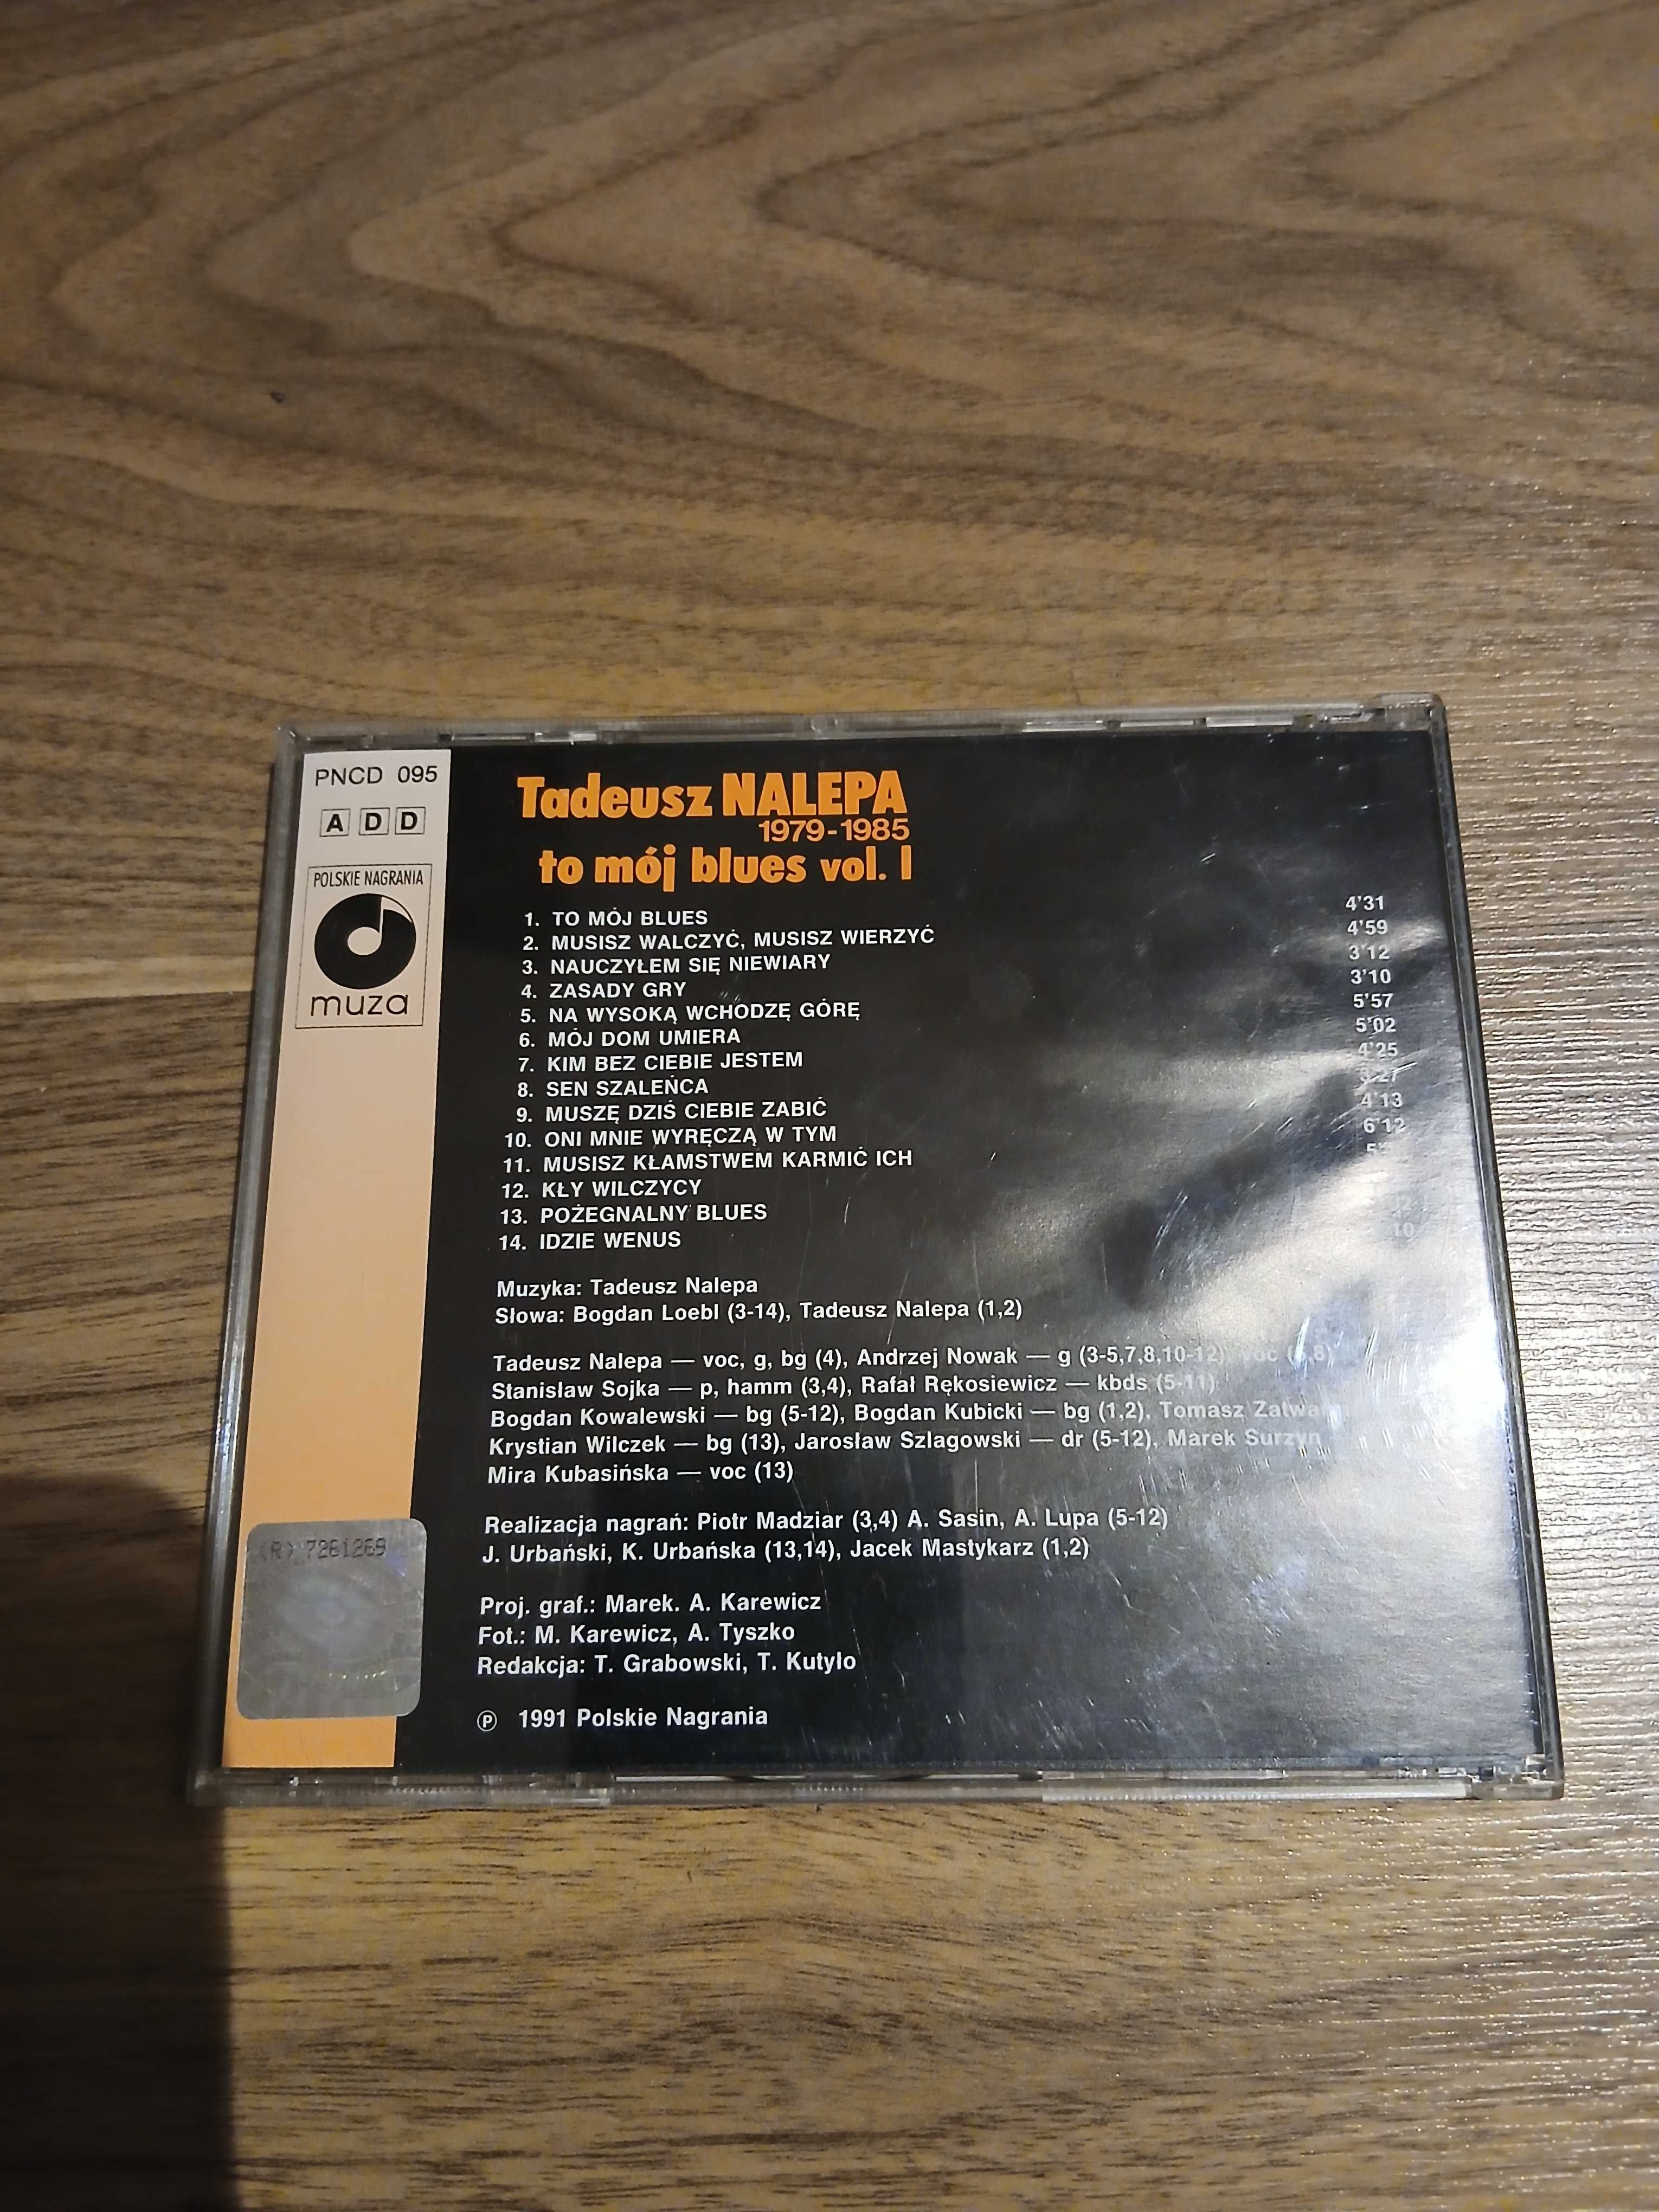 PNCD 095
A D D
POLSKIE NAGRANIA
muza
(R) 7261269
Tadeusz NALEPA
1979-1985
to mój blues vol. I
1. TO MÓJ BLUES 4'31
2. MUSISZ WALCZYĆ, MUSISZ WIERZYĆ 4'59
3. NAUCZYŁEM SIĘ NIEWIARY 3'12
4. ZASADY GRY 3'10
5. NA WYSOKĄ WCHODZĘ GÓRĘ 5'57
6. MÓJ DOM UMIERA 5'02
7. KIM BEZ CIEBIE JESTEM 4'25
8. SEN SZALEŃCA
9. MUSZĘ DZIŚ CIEBIE ZABIĆ 4'13
10. ONI MNIE WYRĘCZĄ W TYM 6'12
11. MUSISZ KŁAMSTWEM KARMIĆ ICH
12. KŁY WILCZYCY
13. POŻEGNALNY BLUES
14. IDZIE WENUS
Muzyka: Tadeusz Nalepa
Słowa: Bogdan Loebl (3-14), Tadeusz Nalepa (1,2)
Tadeusz Nalepa — voc, g, bg (4), Andrzej Nowak — g (3-5,7,8,10-12)
Stanisław Sojka — p, hamm (3,4), Rafał Rękosiewicz — kbds (5-11)
Bogdan Kowalewski — bg (5-12), Bogdan Kubicki — bg (1,2), Tomasz
Krystian Wilczek — bg (13), Jarosław Szlagowski — dr (5-12), Marek Surzyn
Mira Kubasińska — voc (13)
Realizacja nagrań: Piotr Madziar (3,4) A. Sasin, A. Lupa (5-12)
J. Urbański, K. Urbańska (13,14), Jacek Mastykarz (1,2)
Proj. graf.: Marek. A. Karewicz
Fot.: M. Karewicz, A. Tyszko
Redakcja: T. Grabowski, T. Kutyło
Ⓟ 1991 Polskie Nagrania